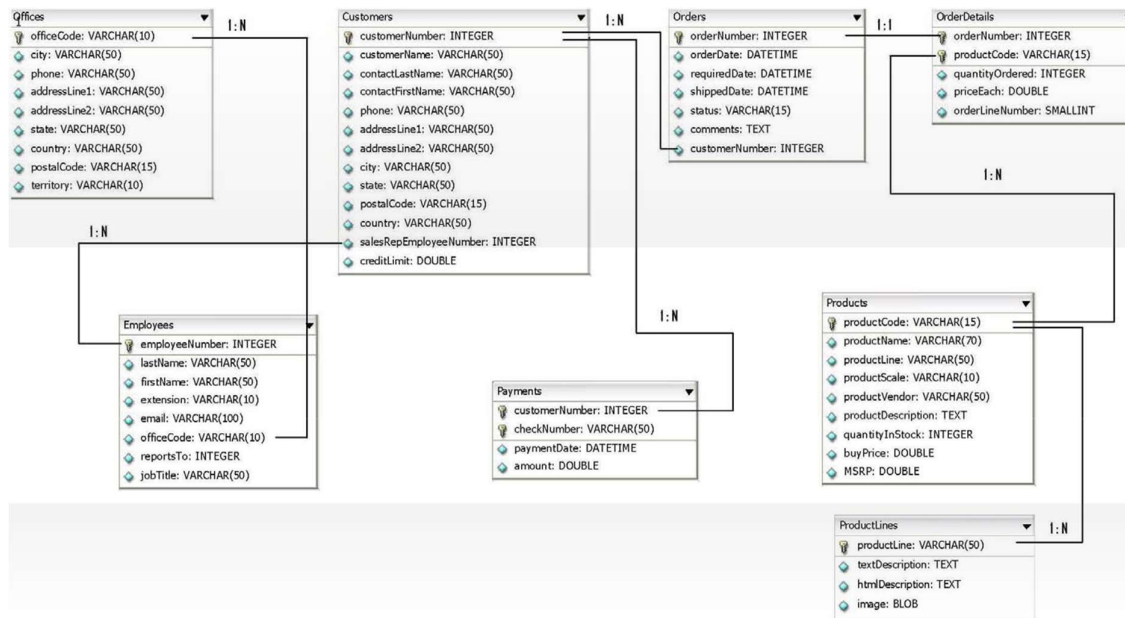 Offices
officeCode: VARCHAR(10)
city: VARCHAR(50)
phone: VARCHAR(50)
addressLine1: VARCHAR(50)
addressLine2: VARCHAR(50)
state: VARCHAR(50)
country: VARCHAR(50)
postalCode: VARCHAR(15)
territory: VARCHAR(10)
1:N
Customers
customerNumber: INTEGER
customerName: VARCHAR(50)
contactLastName: VARCHAR(50)
contactFirstName: VARCHAR(50)
phone: VARCHAR(50)
addressLine1: VARCHAR(50)
addressLine2: VARCHAR(50)
city: VARCHAR(50)
state: VARCHAR(50)
postalCode: VARCHAR(15)
country: VARCHAR(50)
salesRepEmployeeNumber: INTEGER
creditLimit: DOUBLE
1:N
Orders
orderNumber: INTEGER
orderDate: DATETIME
requiredDate: DATETIME
shippedDate: DATETIME
status: VARCHAR(15)
comments: TEXT
customerNumber: INTEGER
1:1
OrderDetails
orderNumber: INTEGER
productCode: VARCHAR(15)
quantityOrdered: INTEGER
priceEach: DOUBLE
orderLineNumber: SMALLINT
1:N
1:N
Employees
employeeNumber: INTEGER
lastName: VARCHAR(50)
firstName: VARCHAR(50)
extension: VARCHAR(10)
email: VARCHAR(100)
officeCode: VARCHAR(10)
reportsTo: INTEGER
jobTitle: VARCHAR(50)
1:N
Payments
customerNumber: INTEGER
checkNumber: VARCHAR(50)
paymentDate: DATETIME
amount: DOUBLE
Products
productCode: VARCHAR(15)
productName: VARCHAR(70)
productLine: VARCHAR(50)
productScale: VARCHAR(10)
productVendor: VARCHAR(50)
productDescription: TEXT
quantityInStock: INTEGER
buyPrice: DOUBLE
MSRP: DOUBLE
ProductLines
productLine: VARCHAR(50)
textDescription: TEXT
htmlDescription: TEXT
image: BLOB
1:N